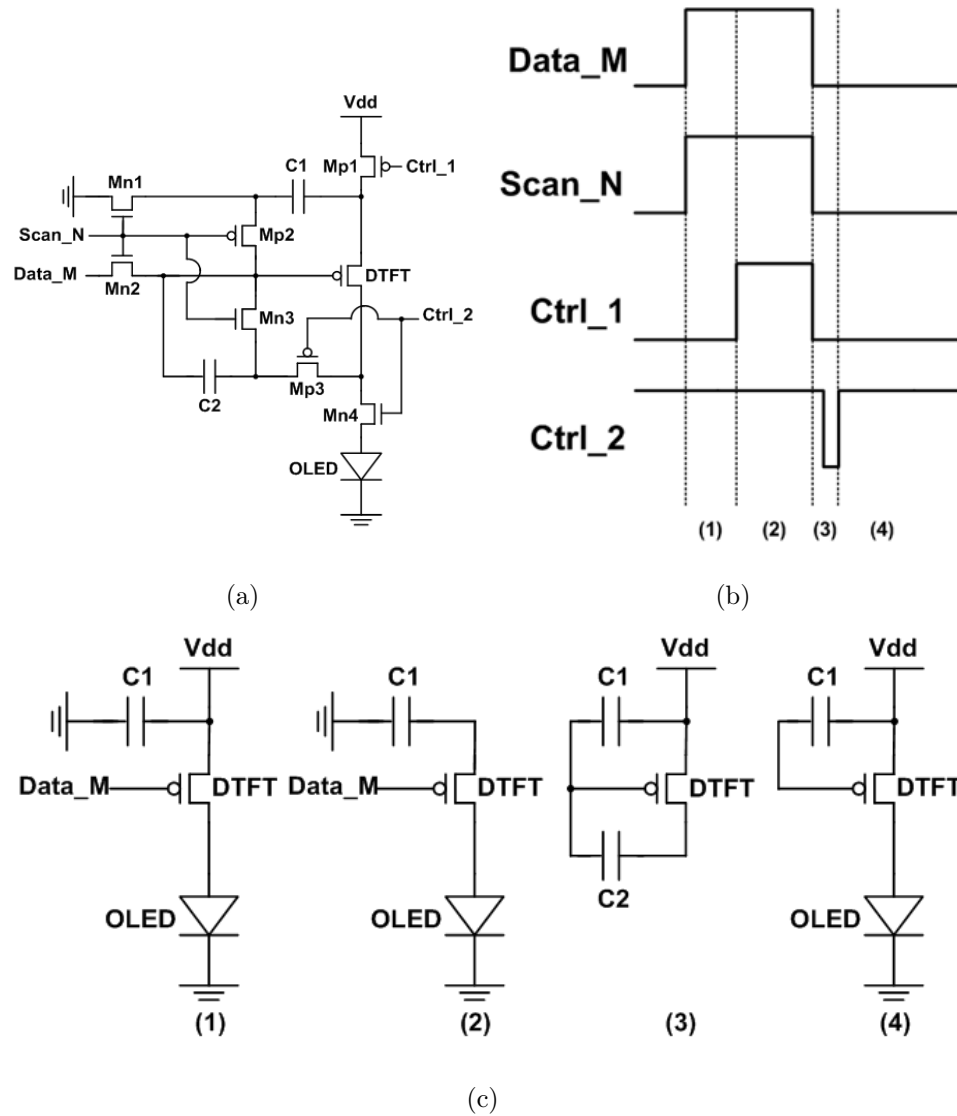 Vdd
Mp1
Ctrl_1
C1
Mn1
Scan_N
Mp2
Data_M
Mn2
DTFT
Mn3
Ctrl_2
C2
Mp3
Mn4
OLED
(a)
Data_M
Scan_N
Ctrl_1
Ctrl_2
(1) (2) (3) (4)
(b)
Vdd
C1
Data_M
DTFT
OLED
(1)
C1
Data_M
DTFT
OLED
(2)
Vdd
C1
DTFT
C2
(3)
Vdd
C1
DTFT
OLED
(4)
(c)